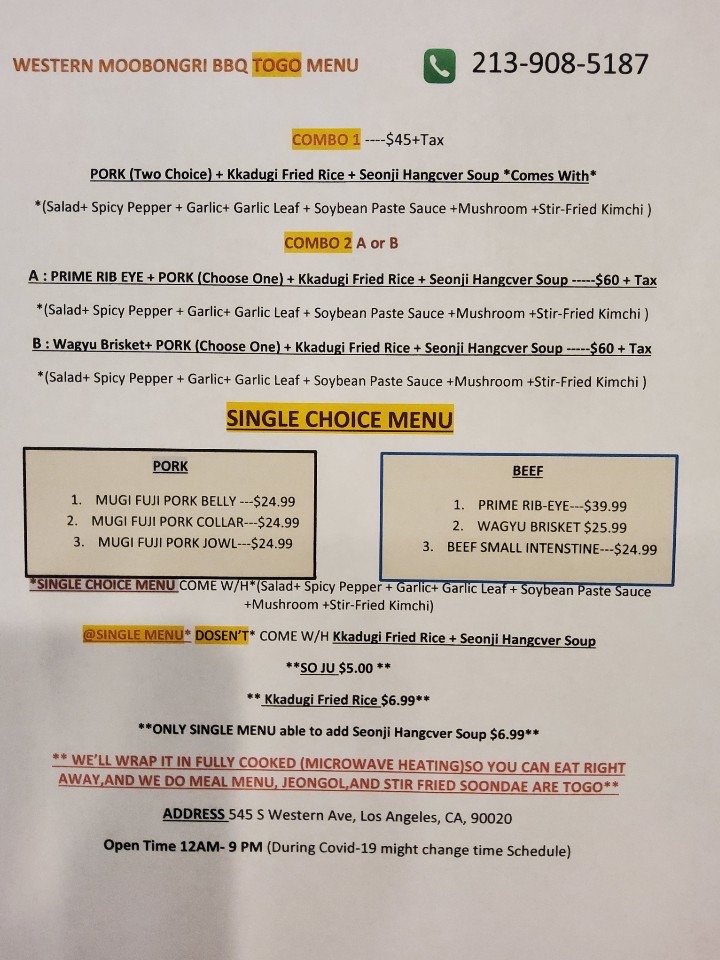 WESTERN MOOBONGRI BBQ TOGO MENU
213-908-5187
COMBO 1 ----$45+Tax
PORK (Two Choice) + Kkadugi Fried Rice + Seonji Hangcver Soup *Comes With*
*(Salad+ Spicy Pepper + Garlic+ Garlic Leaf + Soybean Paste Sauce +Mushroom +Stir-Fried Kimchi )
COMBO 2 A or B
A : PRIME RIB EYE + PORK (Choose One) + Kkadugi Fried Rice + Seonji Hangcver Soup -----$60 + Tax
*(Salad+ Spicy Pepper + Garlic+ Garlic Leaf + Soybean Paste Sauce +Mushroom +Stir-Fried Kimchi )
B : Wagyu Brisket+ PORK (Choose One) + Kkadugi Fried Rice + Seonji Hangcver Soup -----$60 + Tax
*(Salad+ Spicy Pepper + Garlic+ Garlic Leaf + Soybean Paste Sauce +Mushroom +Stir-Fried Kimchi )
SINGLE CHOICE MENU
PORK
1. MUGI FUJI PORK BELLY ---$24.99
2. MUGI FUJI PORK COLLAR---$24.99
3. MUGI FUJI PORK JOWL---$24.99
BEEF
1. PRIME RIB-EYE---$39.99
2. WAGYU BRISKET $25.99
3. BEEF SMALL INTENSTINE---$24.99
*SINGLE CHOICE MENU COME W/H*(Salad+ Spicy Pepper + Garlic+ Garlic Leaf + Soybean Paste Sauce
+Mushroom +Stir-Fried Kimchi)
@SINGLE MENU* DOSEN'T* COME W/H Kkadugi Fried Rice + Seonji Hangcver Soup
**SO JU $5.00 **
** Kkadugi Fried Rice $6.99**
**ONLY SINGLE MENU able to add Seonji Hangcver Soup $6.99**
** WE'LL WRAP IT IN FULLY COOKED (MICROWAVE HEATING)SO YOU CAN EAT RIGHT
AWAY,AND WE DO MEAL MENU, JEONGOL,AND STIR FRIED SOONDAE ARE TOGO**
ADDRESS 545 S Western Ave, Los Angeles, CA, 90020
Open Time 12AM- 9 PM (During Covid-19 might change time Schedule)